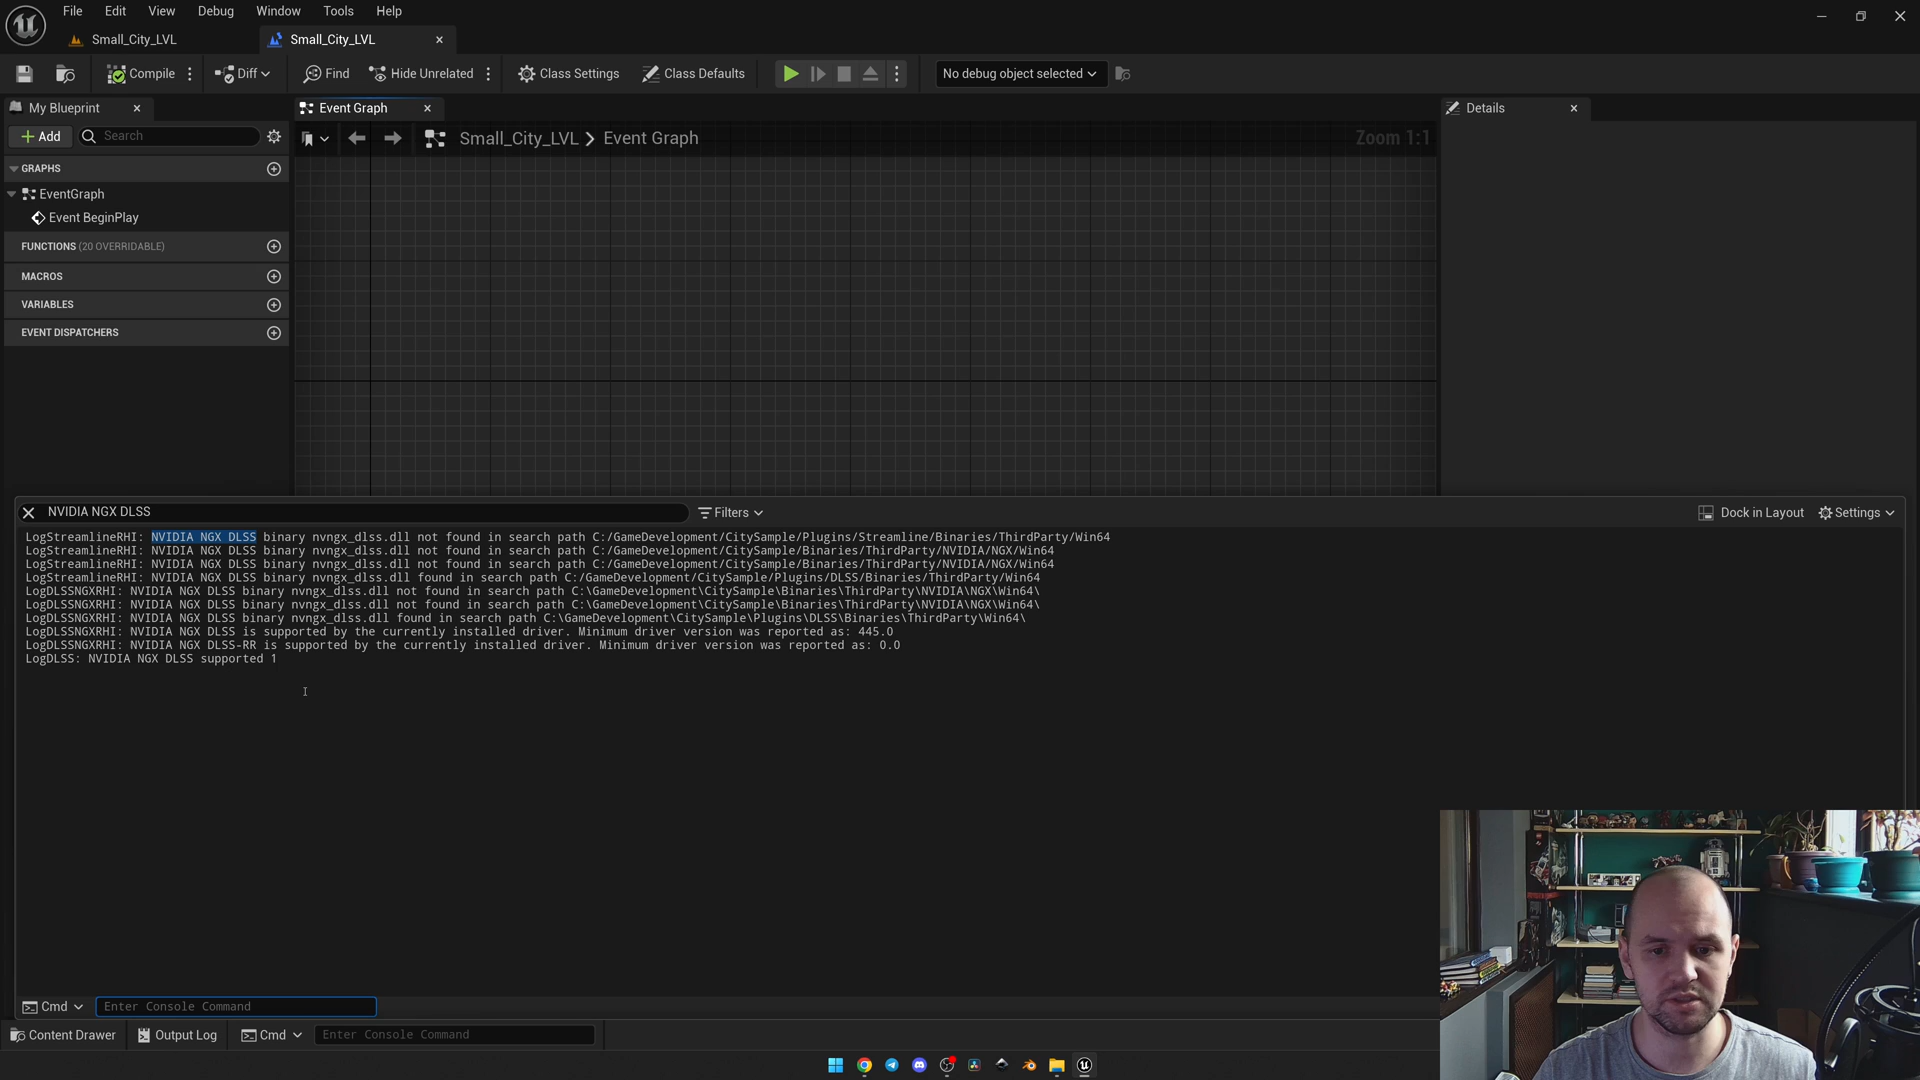 File Edit View Debug Window Tools Help
Small_City_LVL Small_City_LVL
Compile Diff Find Hide Unrelated Class Settings Class Defaults No debug object selected
My Blueprint Event Graph Details
Add Search Small_City_LVL Event Graph Zoom 1:1
GRAPHS
EventGraph
Event BeginPlay
FUNCTIONS (20 OVERRIDABLE)
MACROS
VARIABLES
EVENT DISPATCHERS
NVIDIA NGX DLSS Filters Dock in Layout Settings
LogStreamlineRHI: NVIDIA NGX DLSS binary nvngx_dlss.dll not found in search path C:/GameDevelopment/CitySample/Plugins/Streamline/Binaries/ThirdParty/Win64
LogStreamlineRHI: NVIDIA NGX DLSS binary nvngx_dlss.dll not found in search path C:/GameDevelopment/CitySample/Binaries/ThirdParty/NVIDIA/NGX/Win64
LogStreamlineRHI: NVIDIA NGX DLSS binary nvngx_dlss.dll not found in search path C:/GameDevelopment/CitySample/Binaries/ThirdParty/NVIDIA/NGX/Win64
LogStreamlineRHI: NVIDIA NGX DLSS binary nvngx_dlss.dll found in search path C:/GameDevelopment/CitySample/Plugins/DLSS/Binaries/ThirdParty/Win64
LogDLSSNGXRHI: NVIDIA NGX DLSS binary nvngx_dlss.dll not found in search path C:\GameDevelopment\CitySample\Binaries\ThirdParty\NVIDIA\NGX\Win64\
LogDLSSNGXRHI: NVIDIA NGX DLSS binary nvngx_dlss.dll not found in search path C:\GameDevelopment\CitySample\Binaries\ThirdParty\NVIDIA\NGX\Win64\
LogDLSSNGXRHI: NVIDIA NGX DLSS binary nvngx_dlss.dll found in search path C:\GameDevelopment\CitySample\Plugins\DLSS\Binaries\ThirdParty\Win64\
LogDLSSNGXRHI: NVIDIA NGX DLSS is supported by the currently installed driver. Minimum driver version was reported as: 445.0
LogDLSSNGXRHI: NVIDIA NGX DLSS-RR is supported by the currently installed driver. Minimum driver version was reported as: 0.0
LogDLSS: NVIDIA NGX DLSS supported 1
Cmd Enter Console Command
Content Drawer Output Log Cmd Enter Console Command